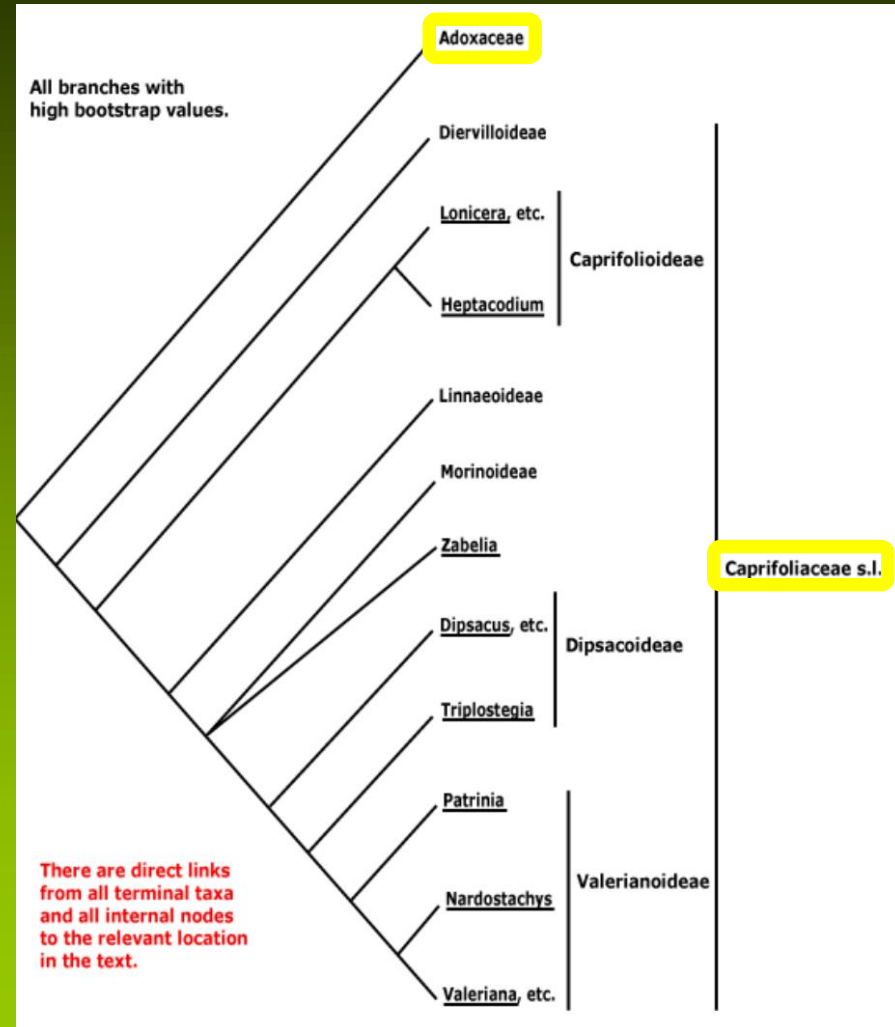 Adoxaceae
All branches with
high bootstrap values.
Diervilloideae
Lonicera, etc.
Caprifolioideae
Heptacodium
Linnaeoideae
Morinoideae
Zabelia
Caprifoliaceae s.l.
Dipsacus, etc.
Dipsacoideae
Triplostegia
Patrinia
There are direct links
from all terminal taxa
and all internal nodes
to the relevant location
in the text.
Valerianoideae
Nardostachys
Valeriana, etc.